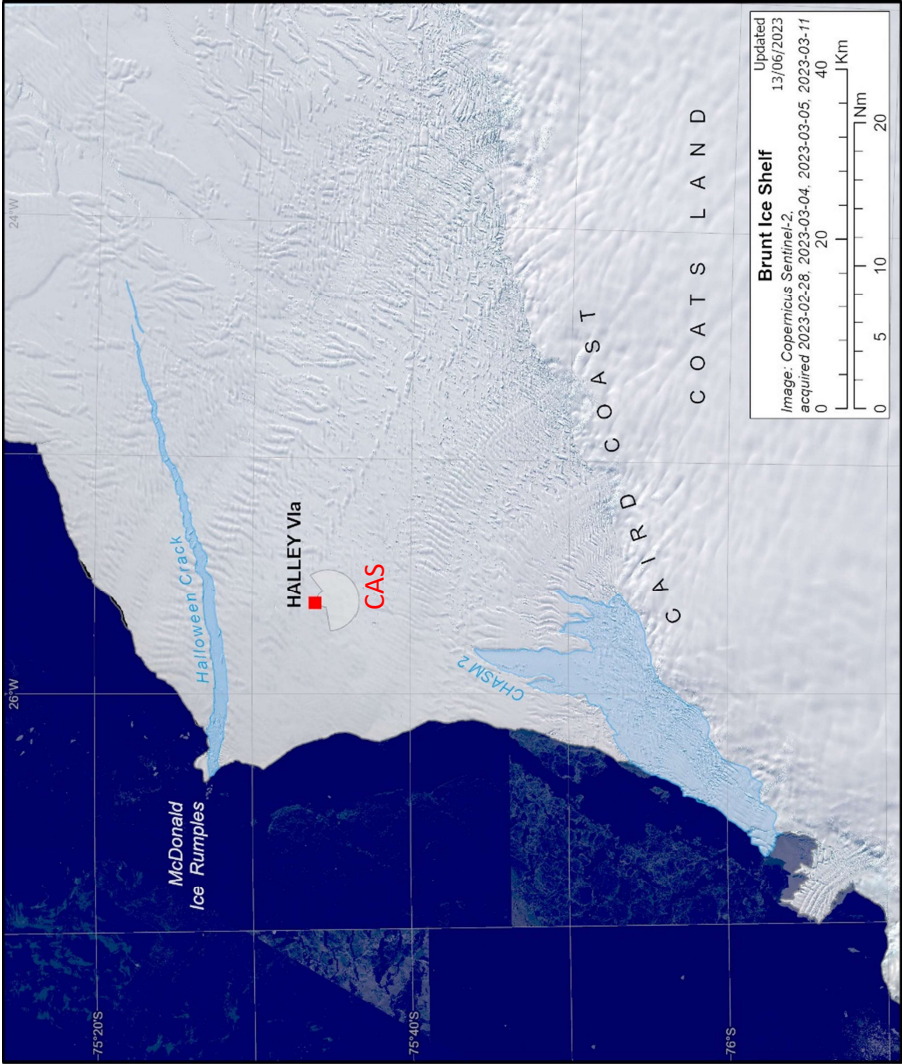 Brunt Ice Shelf
Updated
13/06/2023
Image: Copernicus Sentinel-2,
acquired 2023-02-28, 2023-03-04, 2023-03-05, 2023-03-11
0 20 40 Km
0 5 10 20 Nm
24°W
26°W
Halloween Crack
McDonald
Ice Rumples
HALLEY VIa
CAS
CHASM 2
CAIRD COAST
COATS LAND
-75°20'S
-75°40'S
-76°S